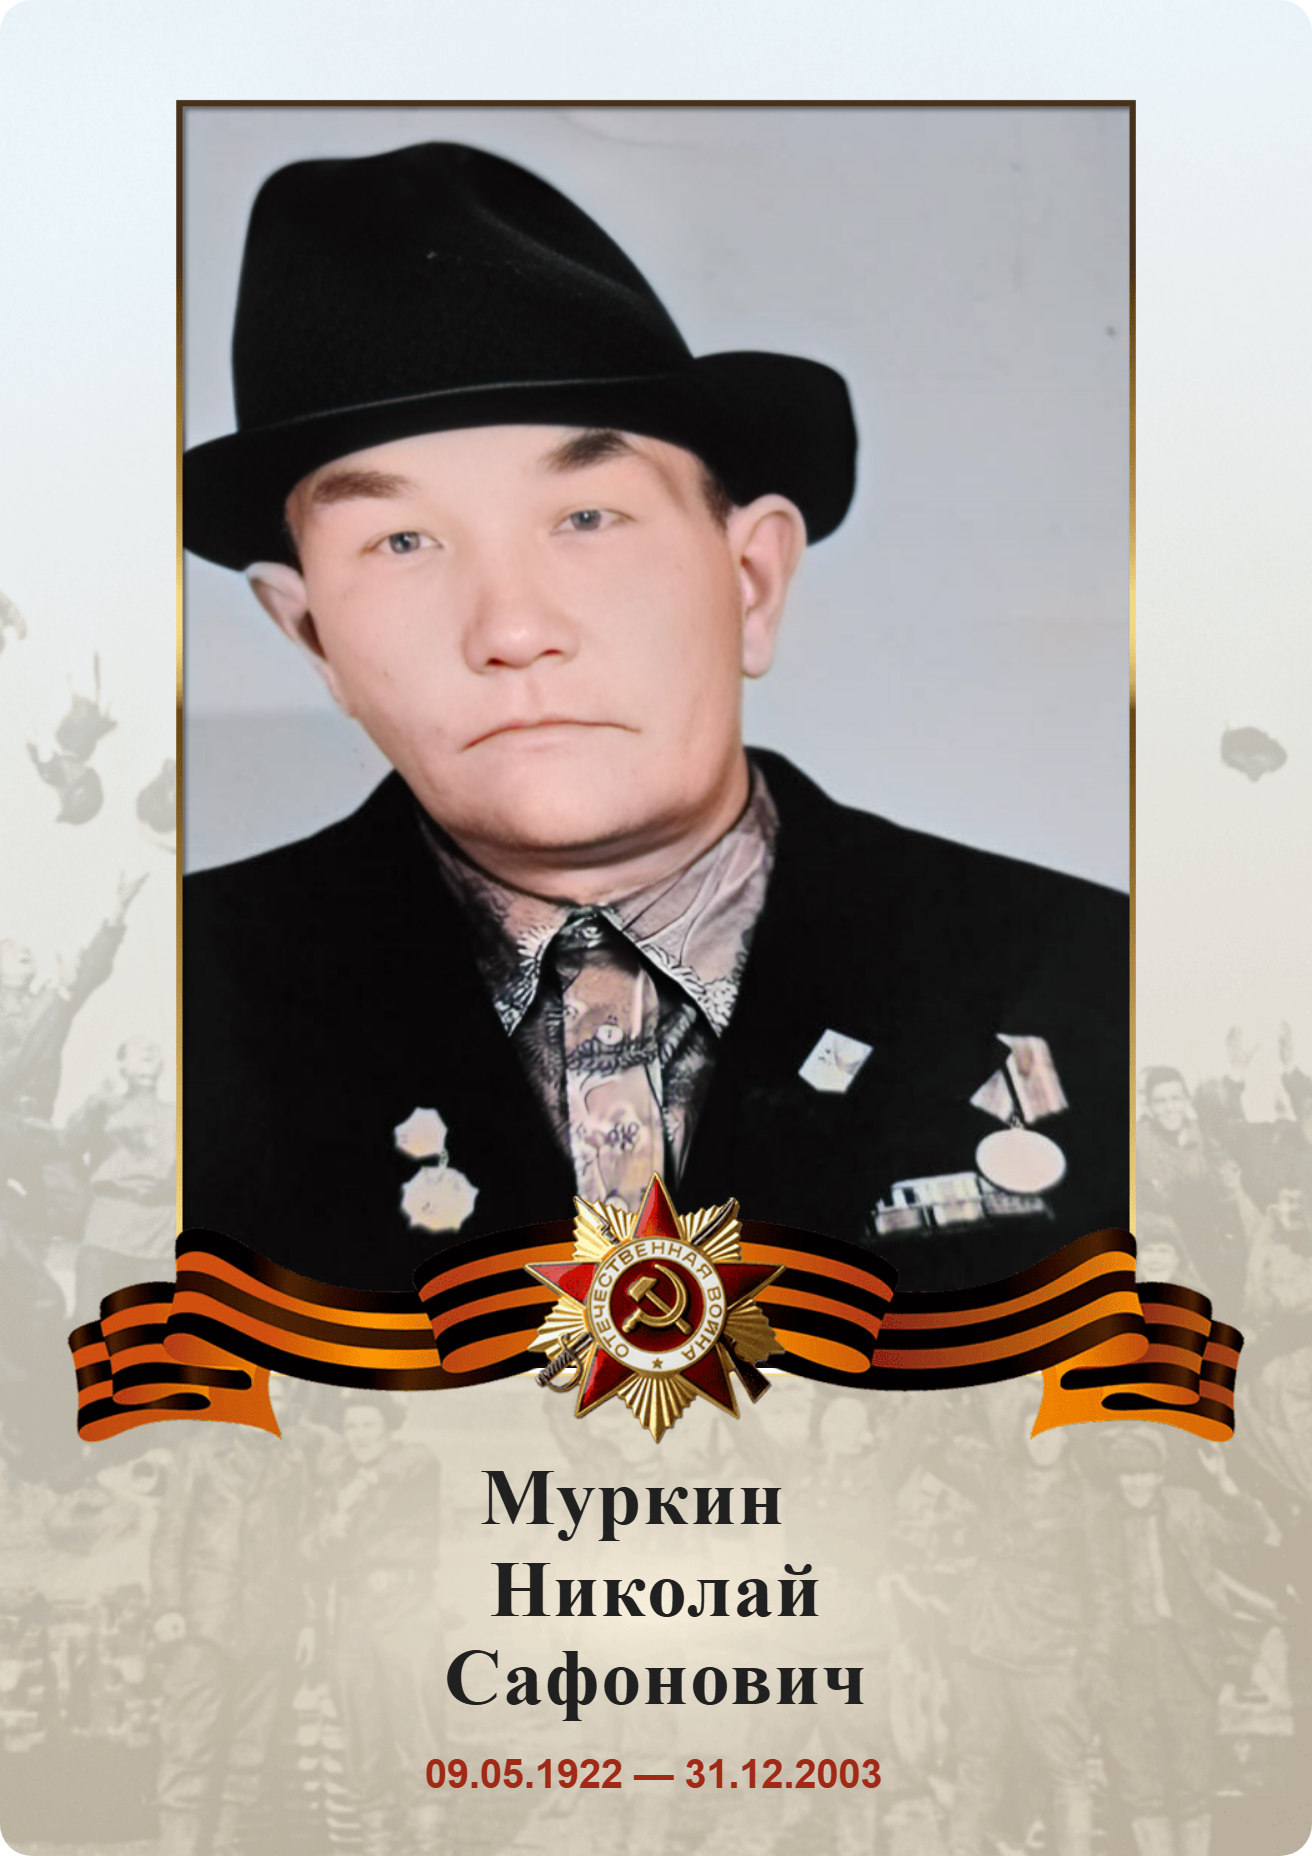 ОТЕЧЕСТВЕННАЯ ВОЙНА
Муркин
Николай
Сафонович
09.05.1922 — 31.12.2003